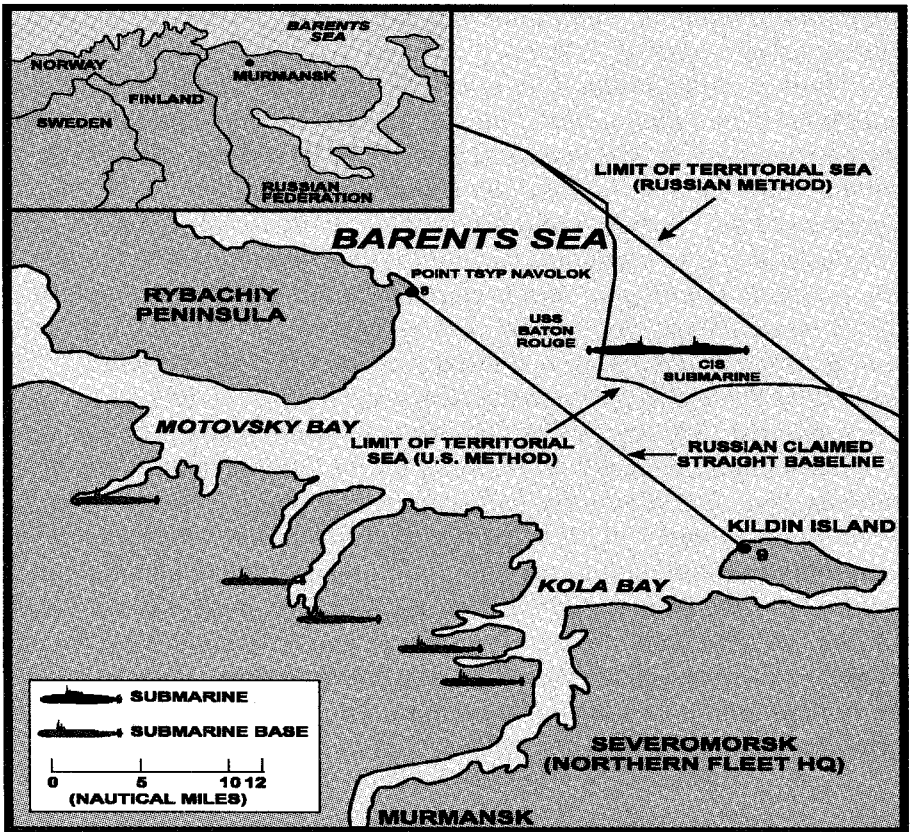 BARENTS
SEA
NORWAY
MURMANSK
FINLAND
SWEDEN
RUSSIAN
FEDERATION
LIMIT OF TERRITORIAL SEA
(RUSSIAN METHOD)
BARENTS SEA
POINT TSYP NAVOLOK
8
RYBACHIY
PENINSULA
USS
BATON
ROUGE
CIS
SUBMARINE
MOTOVSKY BAY
LIMIT OF TERRITORIAL
SEA (U.S. METHOD)
RUSSIAN CLAIMED
STRAIGHT BASELINE
KILDIN ISLAND
9
KOLA BAY
SUBMARINE
SUBMARINE BASE
0 5 10 12
(NAUTICAL MILES)
SEVEROMORSK
(NORTHERN FLEET HQ)
MURMANSK